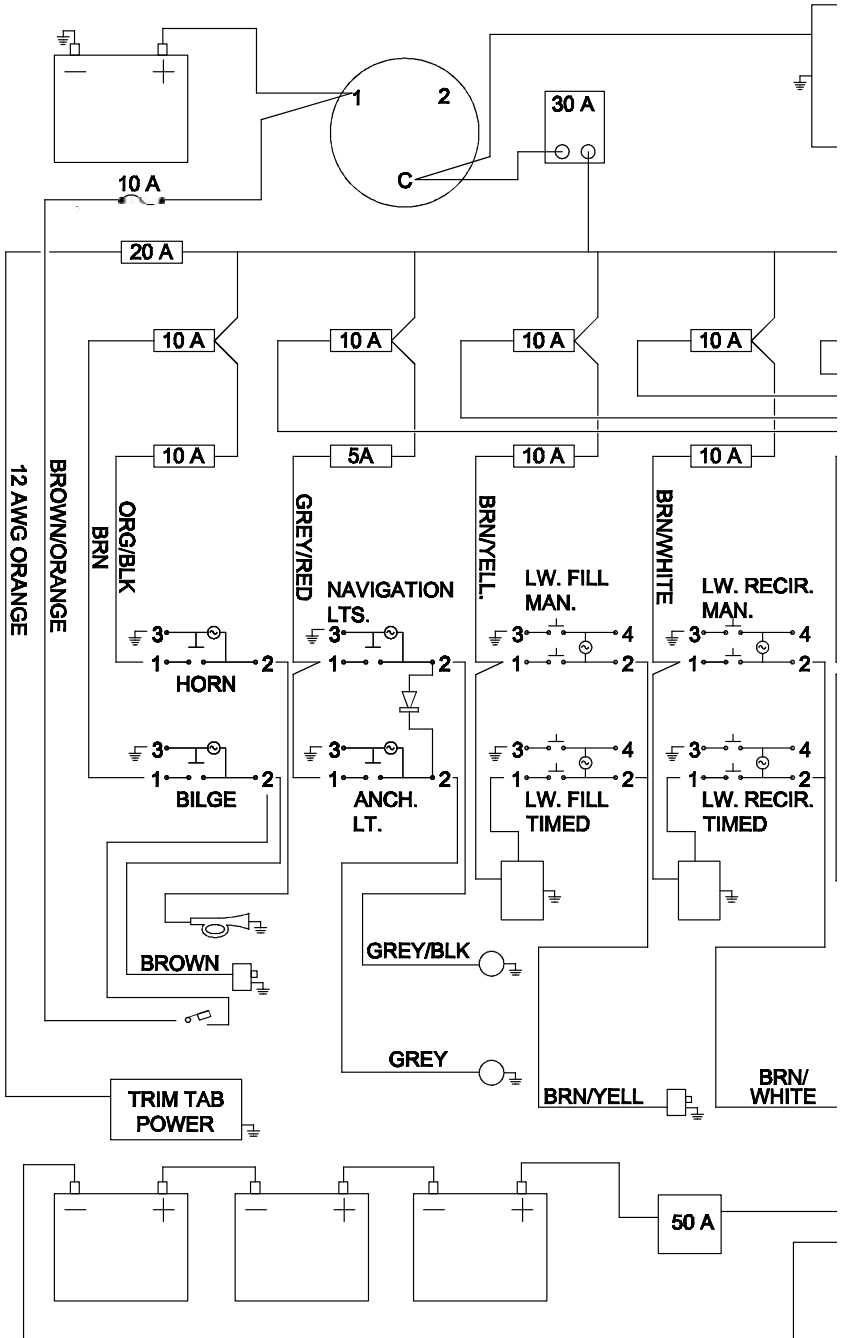 − +
1 2
C
30 A
10 A
20 A
10 A 10 A 10 A 10 A
10 A 5A 10 A 10 A
12 AWG ORANGE
BROWN/ORANGE
BRN
ORG/BLK
GREY/RED
BRN/YELL.
BRN/WHITE
NAVIGATION
LTS.
LW. FILL
MAN.
LW. RECIR.
MAN.
3 3 3 4 3 4
1 2 1 2 1 2 1 2
HORN
3 3 3 4 3 4
1 2 1 2 1 2 1 2
BILGE
ANCH.
LT.
LW. FILL
TIMED
LW. RECIR.
TIMED
BROWN
GREY/BLK
GREY
BRN/YELL
BRN/
WHITE
TRIM TAB
POWER
− + − + − +
50 A